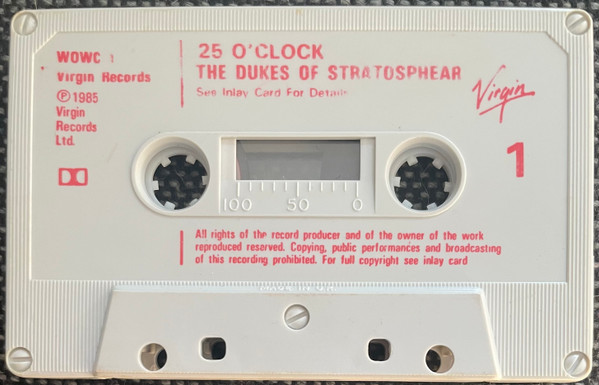 WOWC 1
Virgin Records
℗ 1985
Virgin
Records
Ltd.
25 O'CLOCK
THE DUKES OF STRATOSPHEAR
See Inlay Card For Details
Virgin
1
100 50 0
All rights of the record producer and of the owner of the work
reproduced reserved. Copying, public performances and broadcasting
of this recording prohibited. For full copyright see inlay card